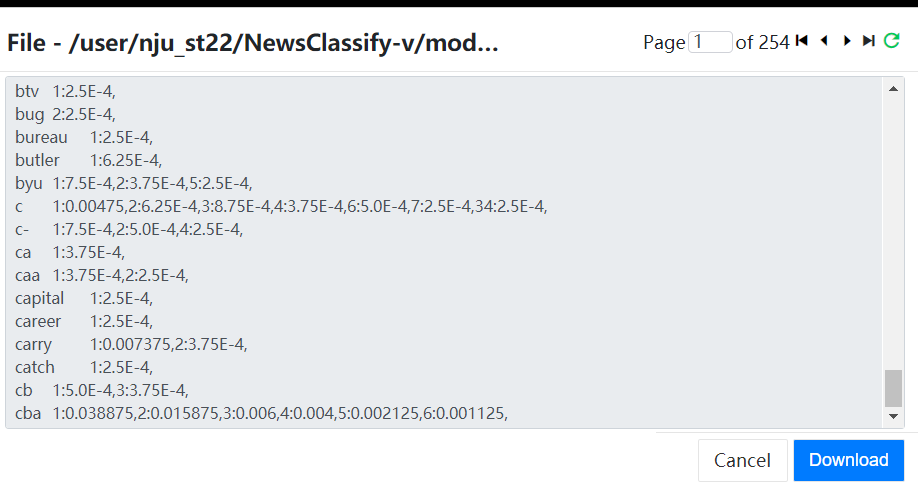 File - /user/nju_st22/NewsClassify-v/mod...
Page 1 of 254
btv 1:2.5E-4,
bug 2:2.5E-4,
bureau 1:2.5E-4,
butler 1:6.25E-4,
byu 1:7.5E-4,2:3.75E-4,5:2.5E-4,
c 1:0.00475,2:6.25E-4,3:8.75E-4,4:3.75E-4,6:5.0E-4,7:2.5E-4,34:2.5E-4,
c- 1:7.5E-4,2:5.0E-4,4:2.5E-4,
ca 1:3.75E-4,
caa 1:3.75E-4,2:2.5E-4,
capital 1:2.5E-4,
career 1:2.5E-4,
carry 1:0.007375,2:3.75E-4,
catch 1:2.5E-4,
cb 1:5.0E-4,3:3.75E-4,
cba 1:0.038875,2:0.015875,3:0.006,4:0.004,5:0.002125,6:0.001125,
Cancel
Download